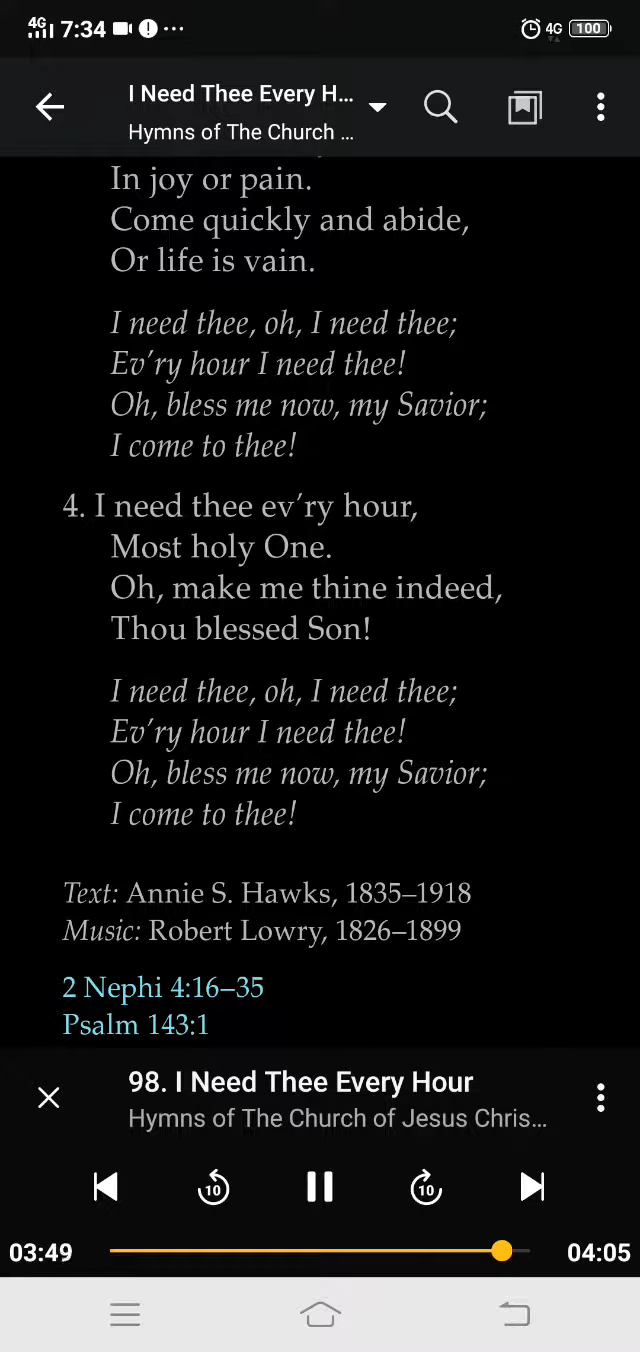 4G 7:34
4G 100
I Need Thee Every H...
Hymns of The Church ...
In joy or pain.
Come quickly and abide,
Or life is vain.
I need thee, oh, I need thee;
Ev’ry hour I need thee!
Oh, bless me now, my Savior;
I come to thee!
4. I need thee ev’ry hour,
Most holy One.
Oh, make me thine indeed,
Thou blessed Son!
I need thee, oh, I need thee;
Ev’ry hour I need thee!
Oh, bless me now, my Savior;
I come to thee!
Text: Annie S. Hawks, 1835–1918
Music: Robert Lowry, 1826–1899
2 Nephi 4:16–35
Psalm 143:1
98. I Need Thee Every Hour
Hymns of The Church of Jesus Chris...
10 10
03:49 04:05